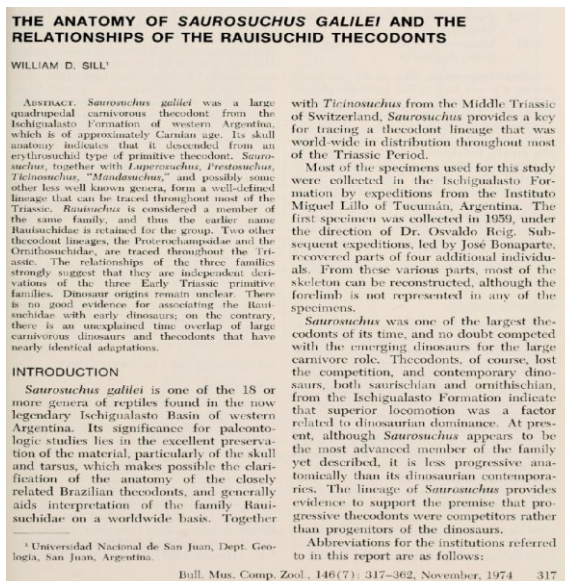 THE ANATOMY OF SAUROSUCHUS GALILEI AND THE
RELATIONSHIPS OF THE RAUISUCHID THECODONTS
WILLIAM D. SILL¹
ABSTRACT. Saurosuchus galilei was a large
quadrupedal carnivorous thecodont from the
Ischigualasto Formation of western Argentina,
which is of approximately Carnian age. Its skull
anatomy indicates that it descended from an
erythrosuchid type of primitive thecodont. Sauro-
suchus, together with Luperosuchus, Prestosuchus,
Ticinosuchus, "Mandasuchus," and possibly some
other less well known genera, form a well-defined
lineage that can be traced throughout most of the
Triassic. Rauisuchus is considered a member of
the same family, and thus the earlier name
Rauisuchidae is retained for the group. Two other
thecodont lineages, the Proterochampsidae and the
Ornithosuchidae, are traced throughout the Tri-
assic. The relationships of the three families
strongly suggest that they are independent deri-
vations of the three Early Triassic primitive
families. Dinosaur origins remain unclear. There
is no good evidence for associating the Raui-
suchidae with early dinosaurs; on the contrary,
there is an unexplained time overlap of large
carnivorous dinosaurs and thecodonts that have
nearly identical adaptations.
INTRODUCTION
Saurosuchus galilei is one of the 18 or
more genera of reptiles found in the now
legendary Ischigualasto Basin of western
Argentina. Its significance for paleonto-
logic studies lies in the excellent preserva-
tion of the material, particularly of the skull
and tarsus, which makes possible the clari-
fication of the anatomy of the closely
related Brazilian thecodonts, and generally
aids interpretation of the family Raui-
suchidae on a worldwide basis. Together
¹ Universidad Nacional de San Juan, Dept. Geo-
logia, San Juan, Argentina.
with Ticinosuchus from the Middle Triassic
of Switzerland, Saurosuchus provides a key
for tracing a thecodont lineage that was
world-wide in distribution throughout most
of the Triassic Period.
Most of the specimens used for this study
were collected in the Ischigualasto For-
mation by expeditions from the Instituto
Miguel Lillo of Tucumán, Argentina. The
first specimen was collected in 1959, under
the direction of Dr. Osvaldo Reig. Sub-
sequent expeditions, led by José Bonaparte,
recovered parts of four additional individu-
als. From these various parts, most of the
skeleton can be reconstructed, although the
forelimb is not represented in any of the
specimens.
Saurosuchus was one of the largest the-
codonts of its time, and no doubt competed
with the emerging dinosaurs for the large
carnivore role. Thecodonts, of course, lost
the competition, and contemporary dino-
saurs, both saurischian and ornithischian,
from the Ischigualasto Formation indicate
that superior locomotion was a factor
related to dinosaurian dominance. At pres-
ent, although Saurosuchus appears to be
the most advanced member of the family
yet described, it is less progressive ana-
tomically than its dinosaurian contempora-
ries. The lineage of Saurosuchus provides
evidence to support the premise that pro-
gressive thecodonts were competitors rather
than progenitors of the dinosaurs.
Abbreviations for the institutions referred
to in this report are as follows:
Bull. Mus. Comp. Zool., 146(7): 317–362, November, 1974 317